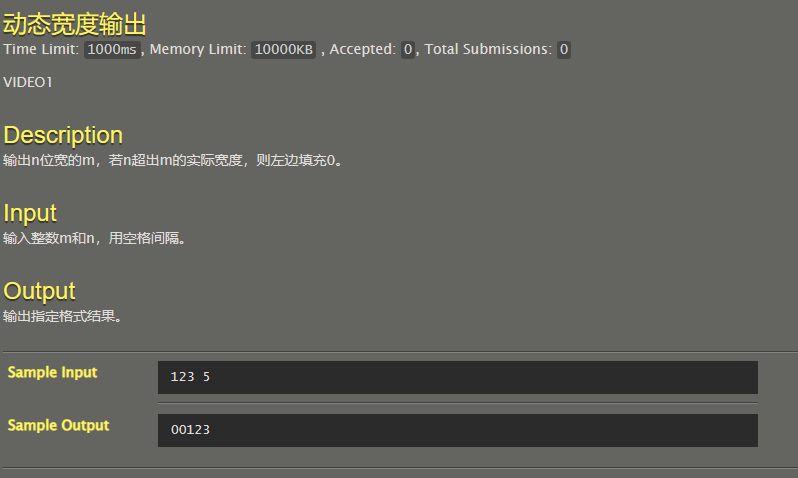 动态宽度输出
Time Limit: 1000ms, Memory Limit: 10000KB , Accepted: 0, Total Submissions: 0
VIDEO1
Description
输出n位宽的m，若n超出m的实际宽度，则左边填充0。
Input
输入整数m和n，用空格间隔。
Output
输出指定格式结果。
Sample Input 123 5
Sample Output 00123